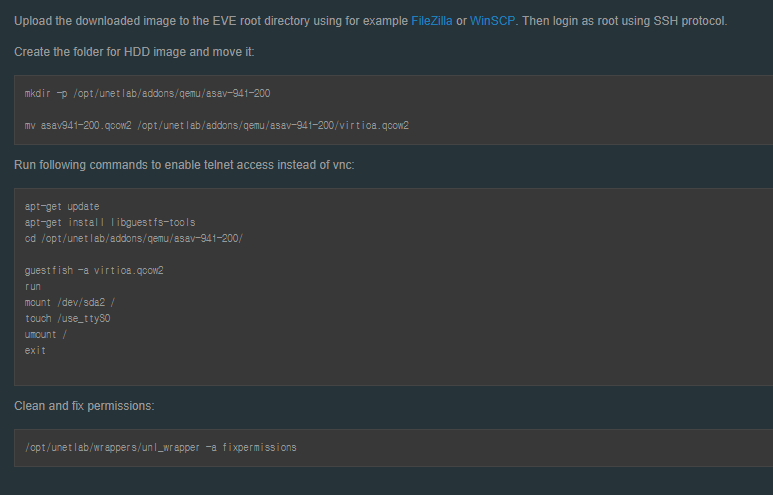 Upload the downloaded image to the EVE root directory using for example FileZilla or WinSCP. Then login as root using SSH protocol.
Create the folder for HDD image and move it:
mkdir -p /opt/unetlab/addons/qemu/asav-941-200
mv asav941-200.qcow2 /opt/unetlab/addons/qemu/asav-941-200/virtioa.qcow2
Run following commands to enable telnet access instead of vnc:
apt-get update
apt-get install libguestfs-tools
cd /opt/unetlab/addons/qemu/asav-941-200/
guestfish -a virtioa.qcow2
run
mount /dev/sda2 /
touch /use_ttyS0
umount /
exit
Clean and fix permissions:
/opt/unetlab/wrappers/unl_wrapper -a fixpermissions